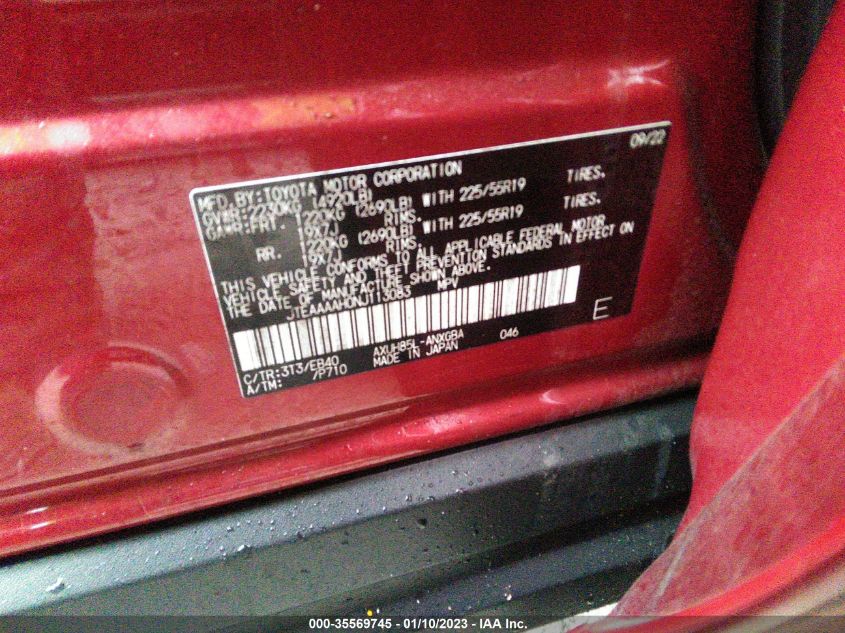 09/22
MFD. BY: TOYOTA MOTOR CORPORATION
GVWR: 2230KG (4920LB)
GAWR: FRT. 1220KG (2690LB) WITH 225/55R19 TIRES.
19X7J RIMS.
RR. 1220KG (2690LB) WITH 225/55R19 TIRES.
19X7J RIMS.
THIS VEHICLE CONFORMS TO ALL APPLICABLE FEDERAL MOTOR
VEHICLE SAFETY AND THEFT PREVENTION STANDARDS IN EFFECT ON
THE DATE OF MANUFACTURE SHOWN ABOVE.
JTEAAAAH0NJ113083 MPV
E
C/TR: 3T3/EB40 AXUH85L-ANXGBA 046
A/TM: /P710 MADE IN JAPAN
000-35569745 - 01/10/2023 - IAA Inc.